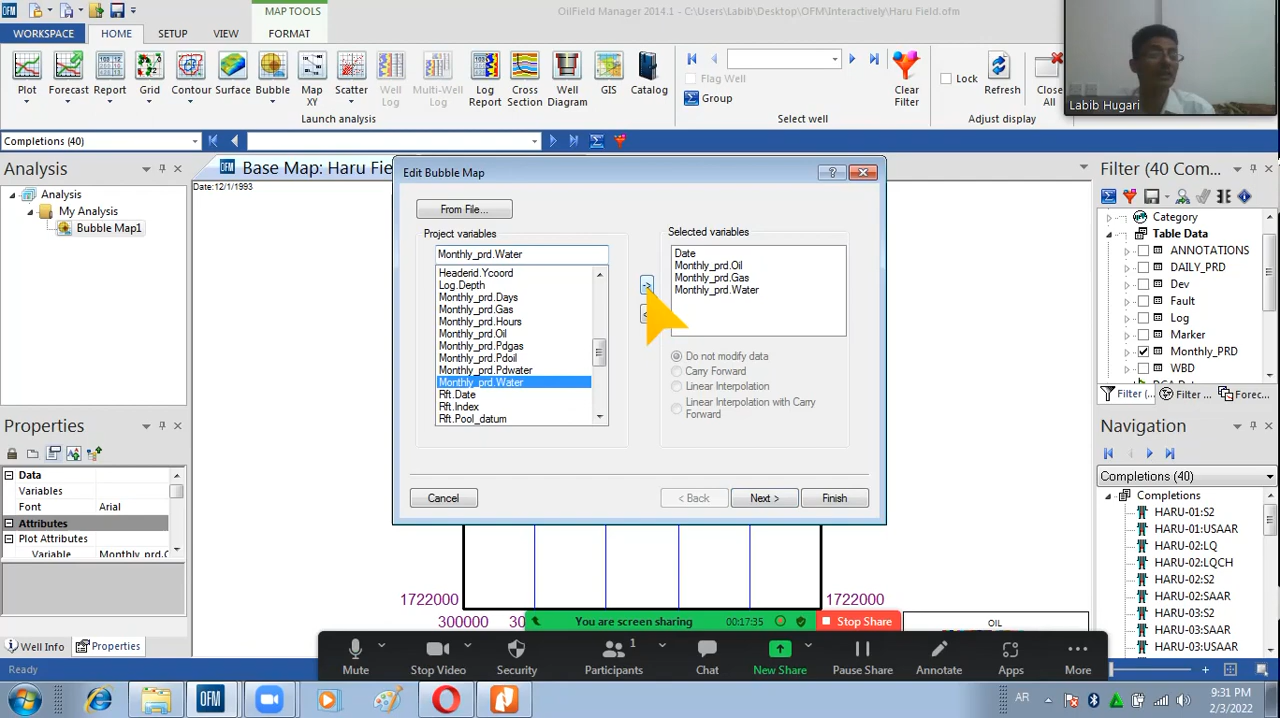 OilField Manager 2014.1 - C:\Users\Labib\Desktop\OFM\Interactively\Haru Field.ofm
MAP TOOLS
WORKSPACE
HOME
SETUP
VIEW
FORMAT
Plot
Forecast
Report
Grid
Contour
Surface
Bubble
Map XY
Scatter
Well Log
Multi-Well Log
Log Report
Cross Section
Well Diagram
GIS
Catalog
Launch analysis
Flag Well
Group
Clear Filter
Select well
Lock
Refresh
Close All
Adjust display
Labib Hugari
Completions (40)
Analysis
Analysis
My Analysis
Bubble Map1
Base Map: Haru Fi
Date:12/1/1993
Edit Bubble Map
From File...
Project variables
Monthly_prd.Water
Headerid.Ycoord
Log.Depth
Monthly_prd.Days
Monthly_prd.Gas
Monthly_prd.Hours
Monthly_prd.Oil
Monthly_prd.Pdgas
Monthly_prd.Pdoil
Monthly_prd.Pdwater
Monthly_prd.Water
Rft.Date
Rft.Index
Rft.Pool_datum
->
Selected variables
Date
Monthly_prd.Oil
Monthly_prd.Gas
Monthly_prd.Water
Do not modify data
Carry Forward
Linear Interpolation
Linear Interpolation with Carry
Forward
Cancel
< Back
Next >
Finish
Filter (40 Com...
Category
Table Data
ANNOTATIONS
DAILY_PRD
Dev
Fault
Log
Marker
Monthly_PRD
WBD
Filter (...
Filter ...
Forec...
Properties
Data
Variables
Font Arial
Attributes
Plot Attributes
Variable Monthly_prd.O
Well Info
Properties
Navigation
Completions (40)
Completions
HARU-01:S2
HARU-01:USAAR
HARU-02:LQ
HARU-02:LQCH
HARU-02:S2
HARU-02:SAAR
HARU-03:S2
HARU-03:SAAR
HARU-03:USAAR
1722000
1722000
300000
OIL
You are screen sharing
00:17:35
Stop Share
Mute
Stop Video
Security
Participants
1
Chat
New Share
Pause Share
Annotate
Apps
More
Ready
AR
9:31 PM
2/3/2022